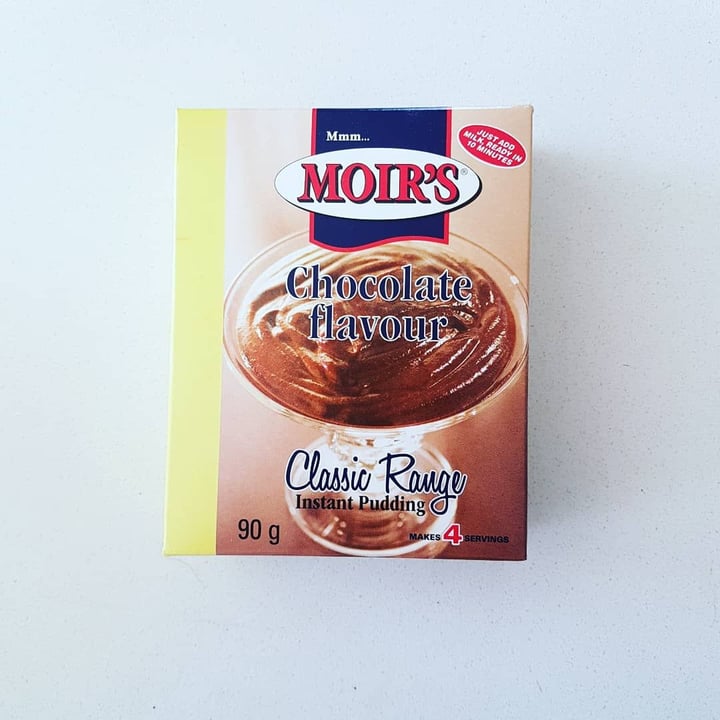 Mmm...
MOIR'S®
JUST ADD
MILK, READY IN
10 MINUTES
Chocolate
flavour
Classic Range
Instant Pudding
90 g
MAKES 4 SERVINGS